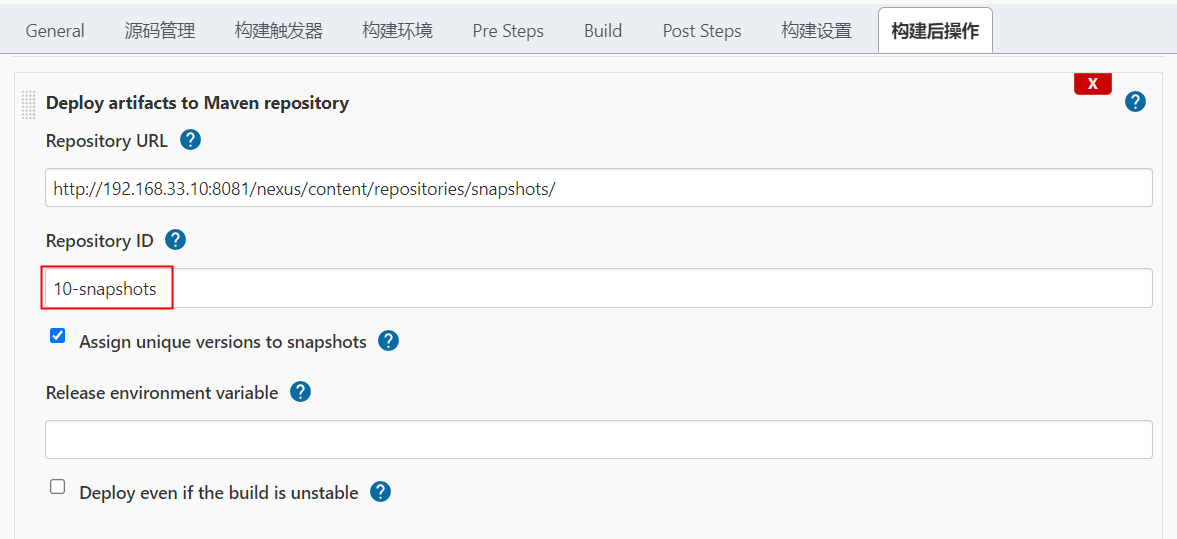 General 源码管理 构建触发器 构建环境 Pre Steps Build Post Steps 构建设置 构建后操作
X
Deploy artifacts to Maven repository ?
Repository URL ?
http://192.168.33.10:8081/nexus/content/repositories/snapshots/
Repository ID ?
10-snapshots
Assign unique versions to snapshots ?
Release environment variable ?
Deploy even if the build is unstable ?